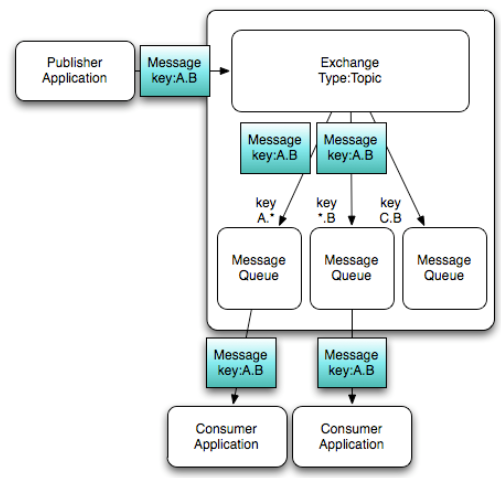 Publisher
Application
Message
key:A.B
Exchange
Type:Topic
Message
key:A.B
Message
key:A.B
key
A.*
key
*.B
key
C.B
Message
Queue
Message
Queue
Message
Queue
Message
key:A.B
Message
key:A.B
Consumer
Application
Consumer
Application